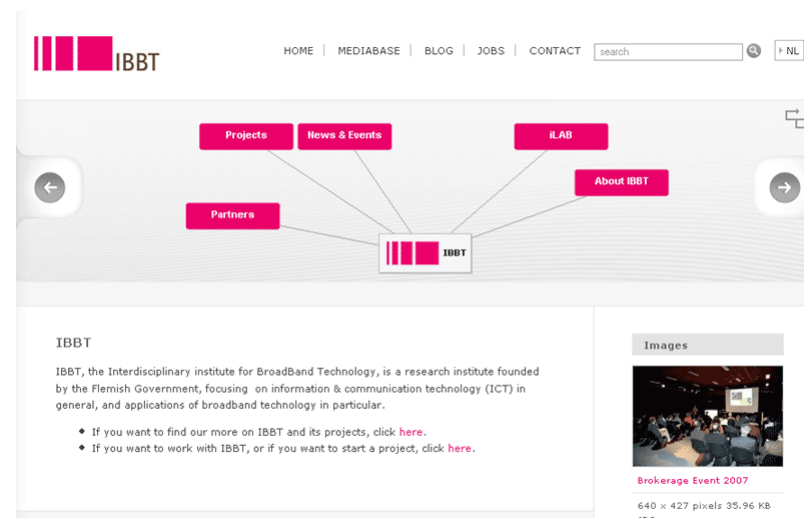 IBBT
HOME | MEDIABASE | BLOG | JOBS | CONTACT search NL
Projects News & Events iLAB
About IBBT
Partners
IBBT
IBBT
Images
IBBT, the Interdisciplinary institute for BroadBand Technology, is a research institute founded
by the Flemish Government, focusing on information & communication technology (ICT) in
general, and applications of broadband technology in particular.
If you want to find our more on IBBT and its projects, click here.
If you want to work with IBBT, or if you want to start a project, click here.
Brokerage Event 2007
640 x 427 pixels 35.96 KB